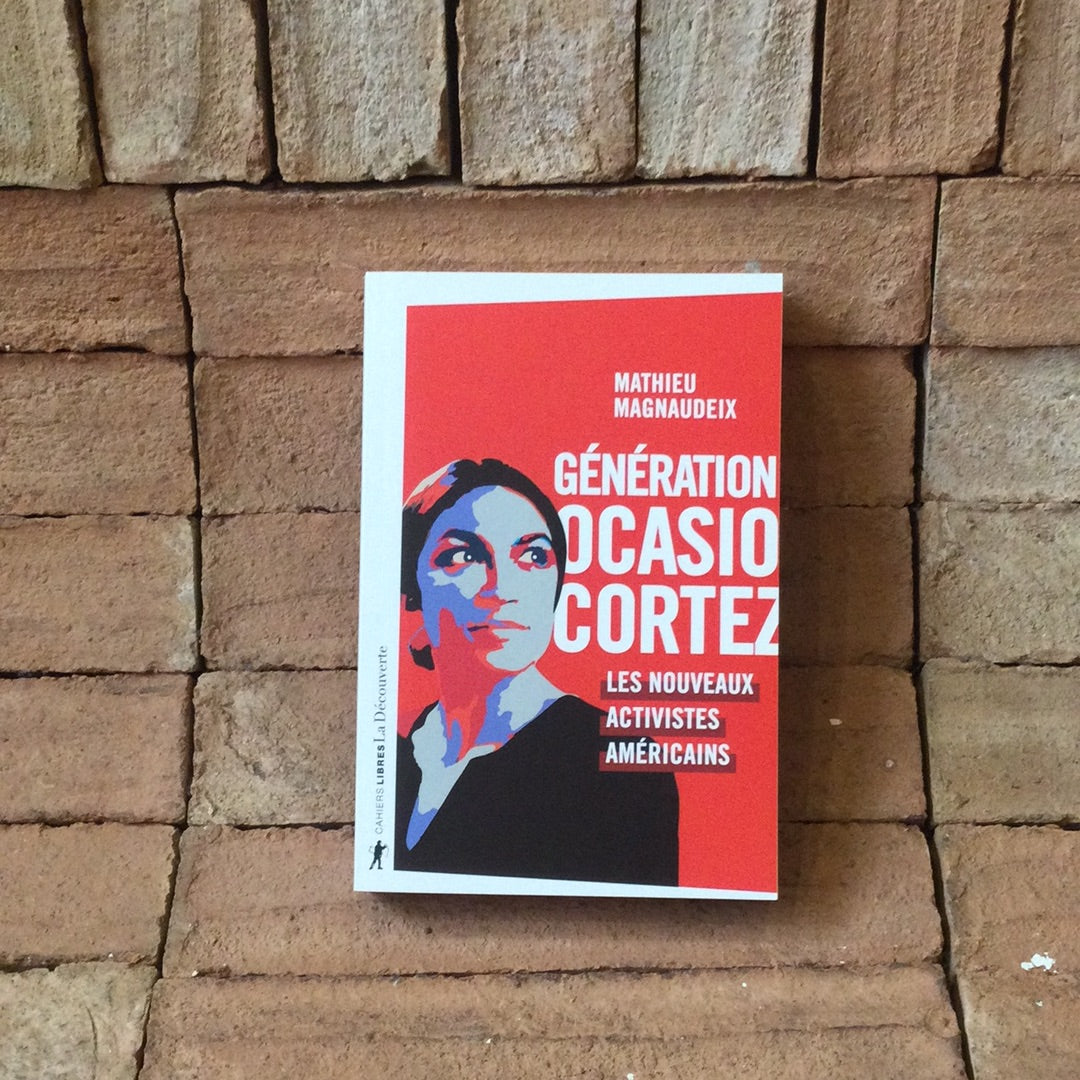 MATHIEU
MAGNAUDEIX
GÉNÉRATION
OCASIO
CORTEZ
LES NOUVEAUX
ACTIVISTES
AMÉRICAINS
CAHIERS LIBRES La Découverte